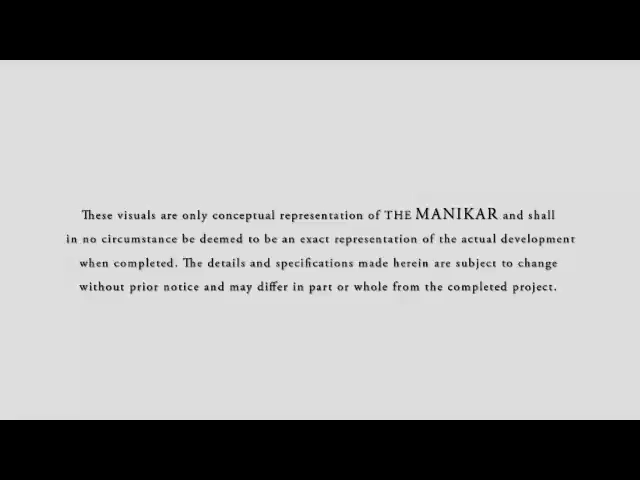 These visuals are only conceptual representation of THE MANIKAR and shall
in no circumstance be deemed to be an exact representation of the actual development
when completed. The details and specifications made herein are subject to change
without prior notice and may differ in part or whole from the completed project.